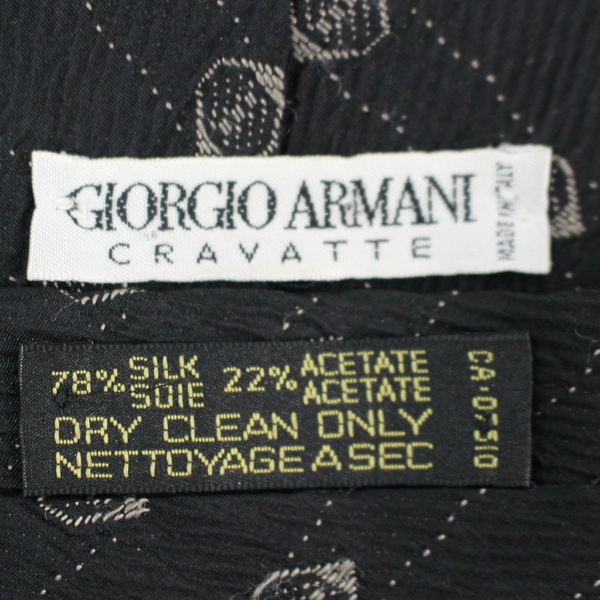 GIORGIO ARMANI
CRAVATTE
MADE IN ITALY
78% SILK 22% ACETATE
SOIE ACETATE
DRY CLEAN ONLY
NETTOYAGE A SEC
CA·07510